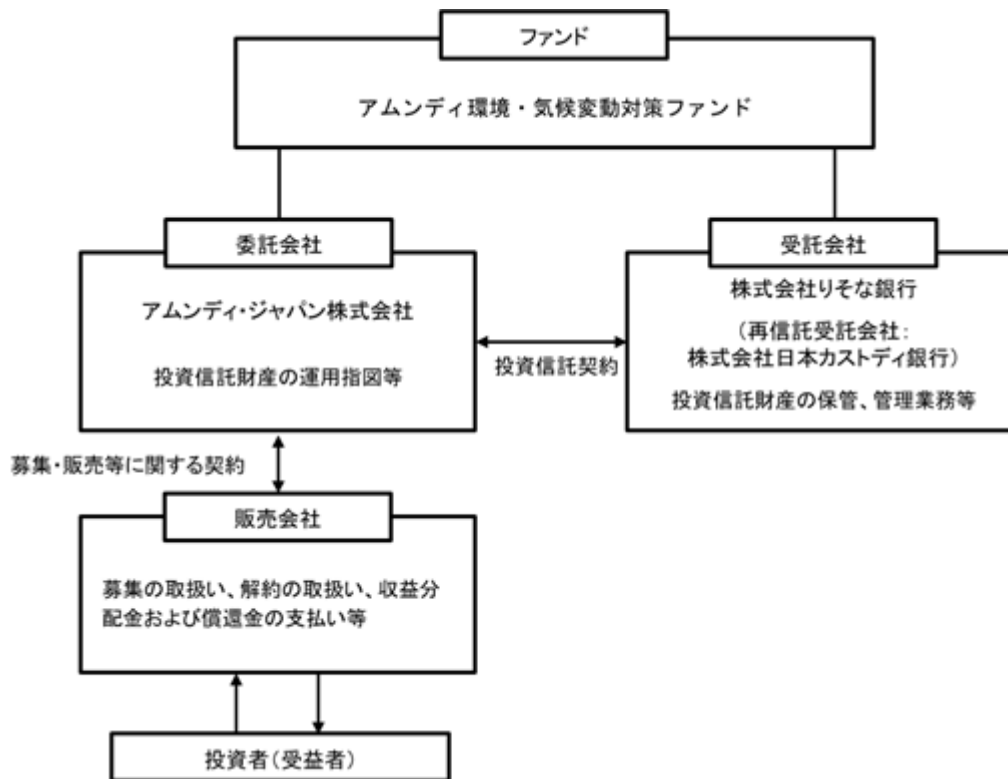 ファンド
アムンディ環境・気候変動対策ファンド
委託会社
アムンディ・ジャパン株式会社
投資信託財産の運用指図等
投資信託契約
受託会社
株式会社りそな銀行
(再信託受託会社:
株式会社日本カストディ銀行)
投資信託財産の保管、管理業務等
募集・販売等に関する契約
販売会社
募集の取扱い、解約の取扱い、収益分
配金および償還金の支払い等
投資者(受益者)